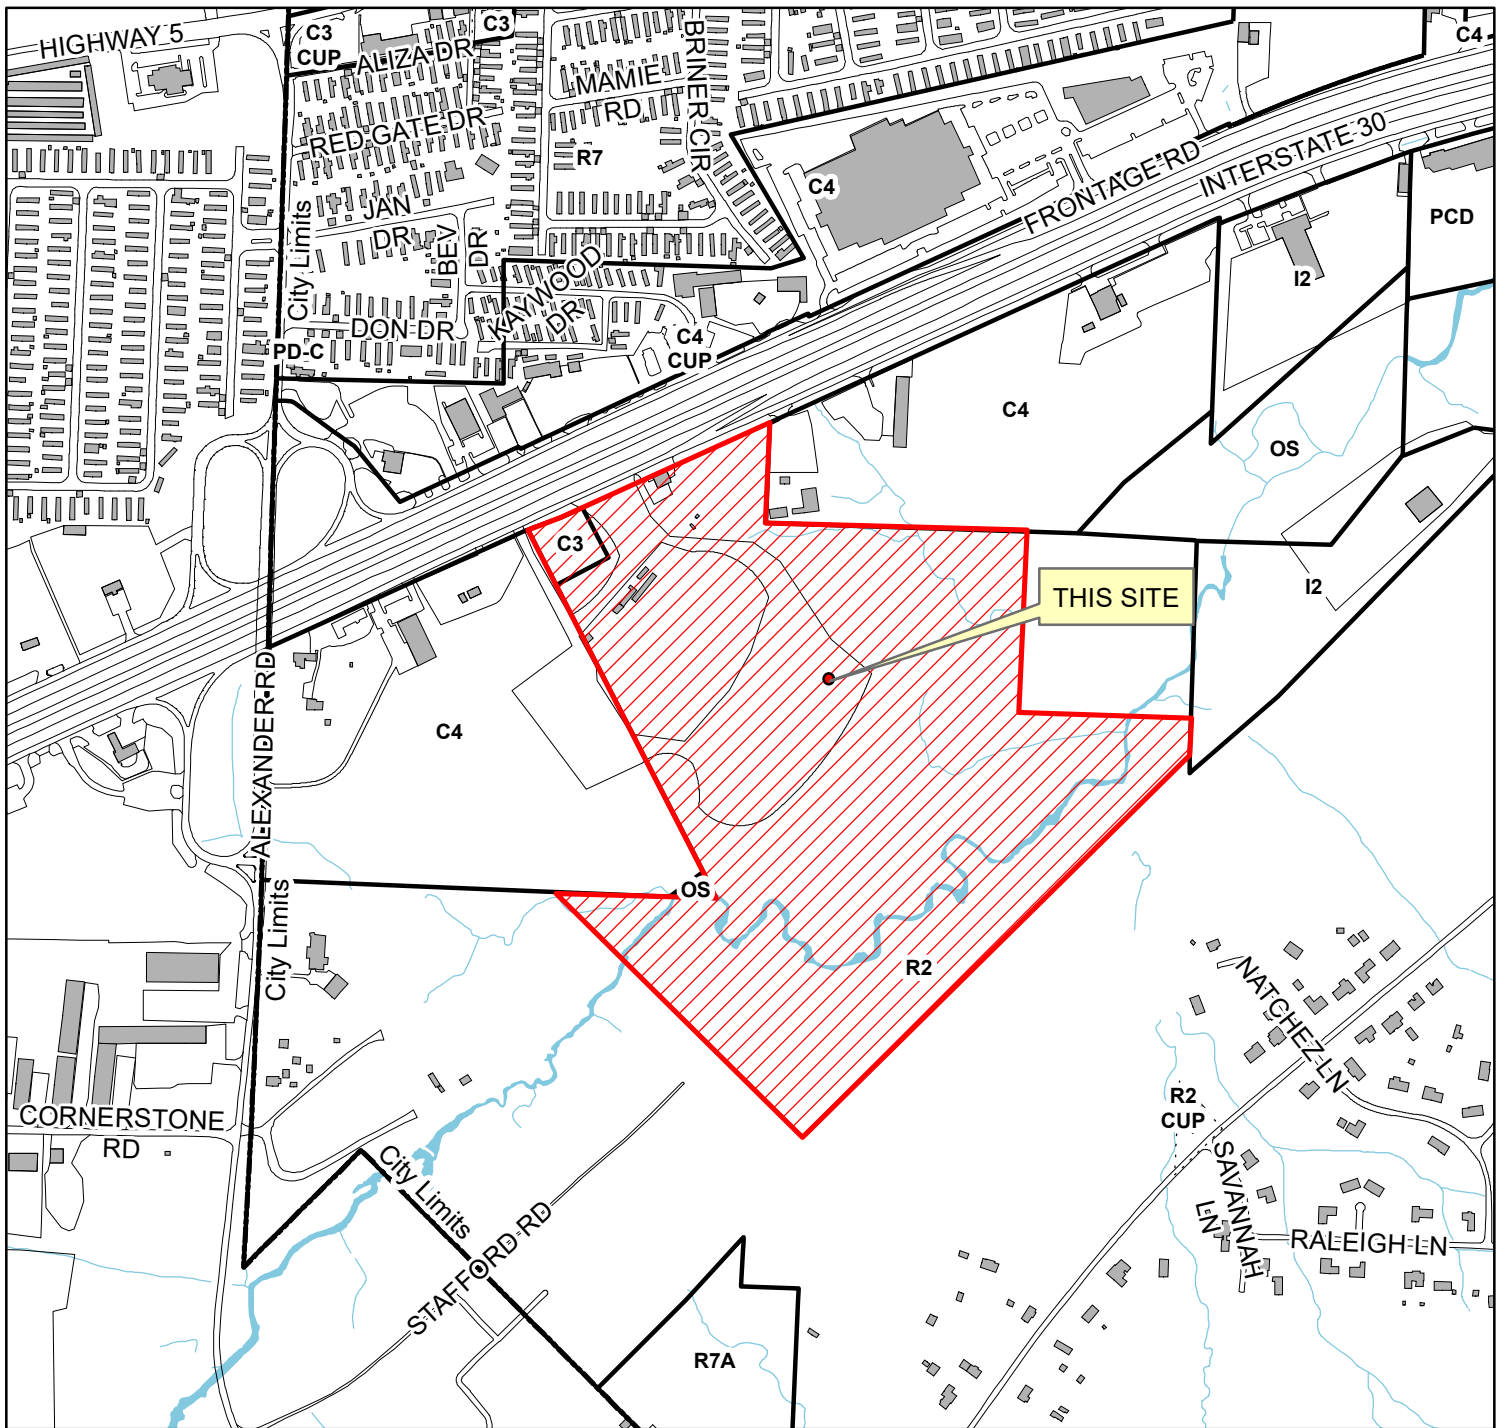 HIGHWAY 5
C3
CUP
C3
ALIZA DR
C4
MAMIE
RD
BRINER CIR
RED GATE DR
R7
JAN
DR
BEV
DR
City Limits
C4
FRONTAGE RD
INTERSTATE 30
PCD
I2
KAYWOOD
DR
DON DR
PD-C
C4
CUP
C4
OS
C3
THIS SITE
I2
ALEXANDER RD
C4
OS
City Limits
R2
NATCHEZ LN
CORNERSTONE
RD
City Limits
R2
CUP
SAVANNAH
LN
RALEIGH LN
STAFFORD RD
R7A